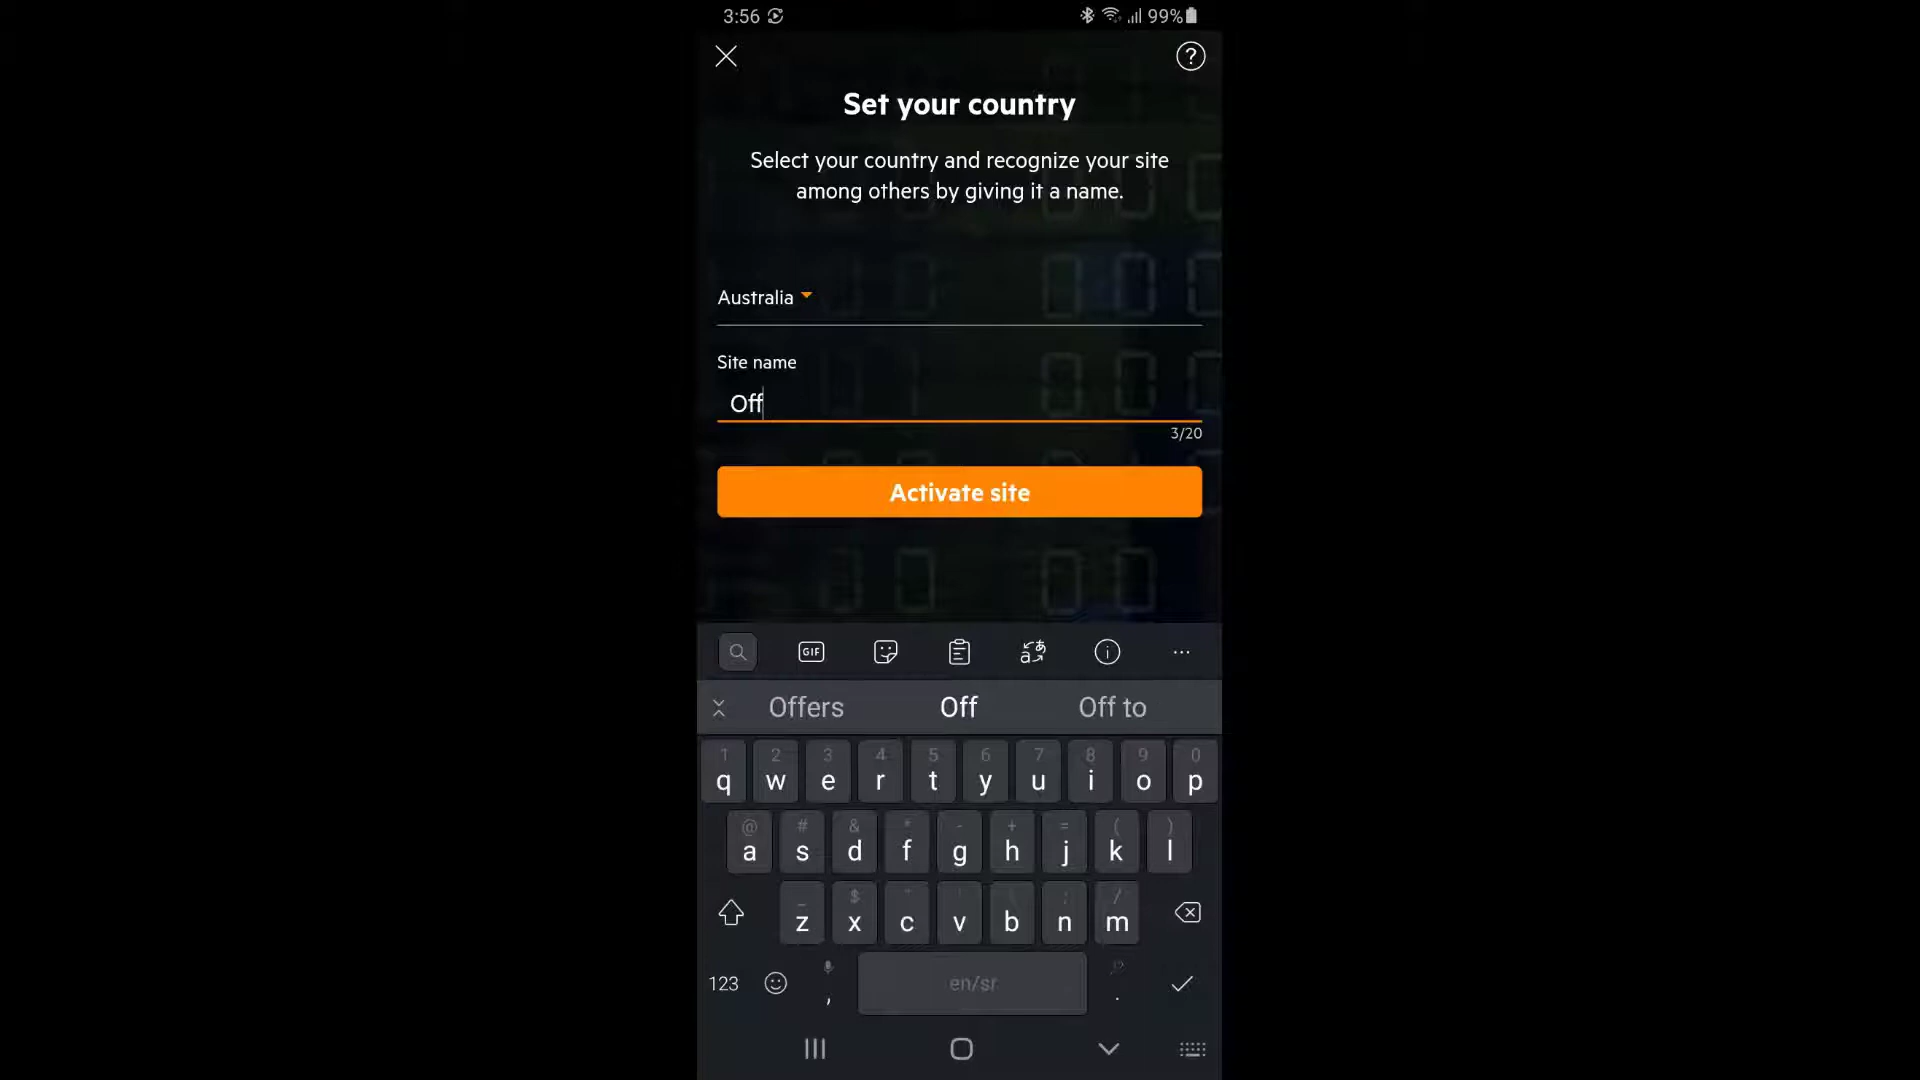 3:56 99%
Set your country
Select your country and recognize your site
among others by giving it a name.
Australia
Site name
Off
3/20
Activate site
GIF
Offers Off Off to
1 2 3 4 5 6 7 8 9 0
q w e r t y u i o p
@ # & * - + = ( )
a s d f g h j k l
_ $ " ' : ; /
z x c v b n m
123 , en/sr .